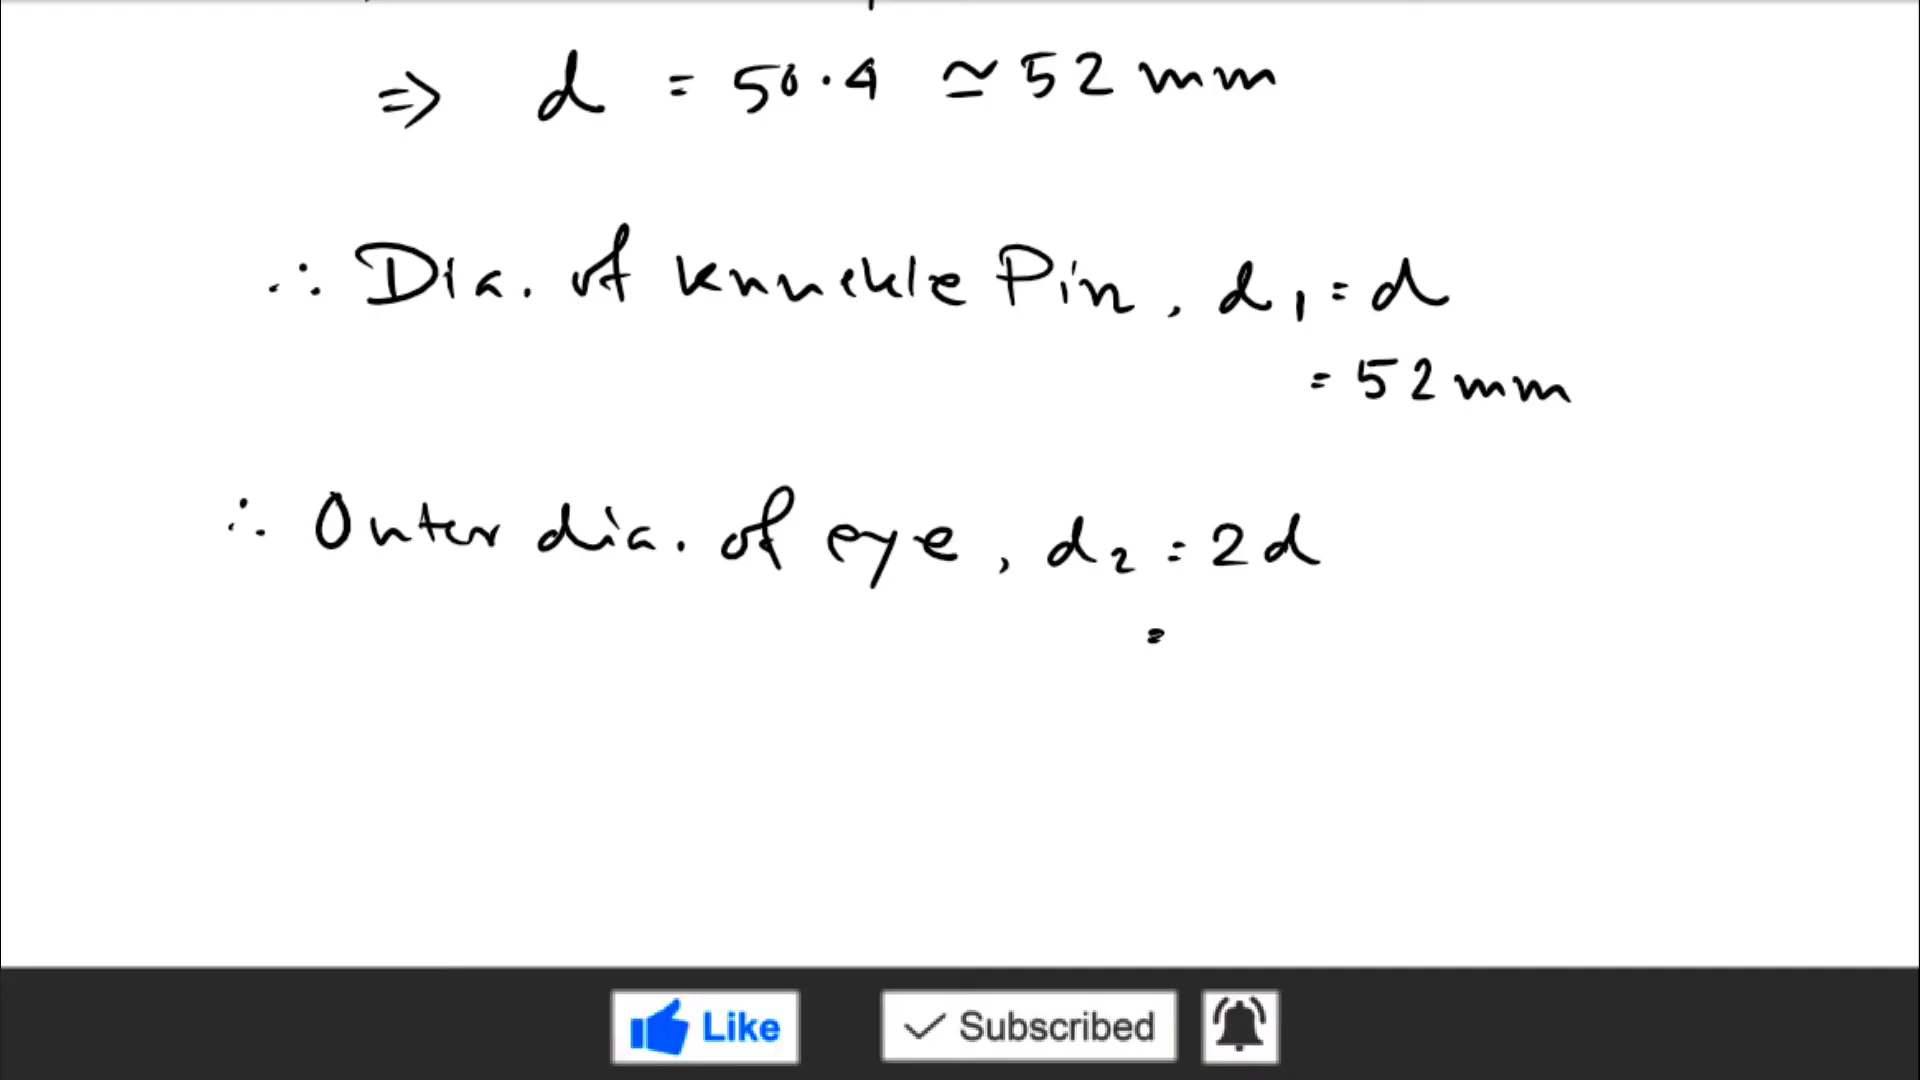 ⇒ d = 50.4 ≃ 52 mm
∴ Dia. of knuckle Pin, d₁ = d
= 52 mm
∴ Outer dia. of eye, d₂ = 2d
=
Like Subscribed